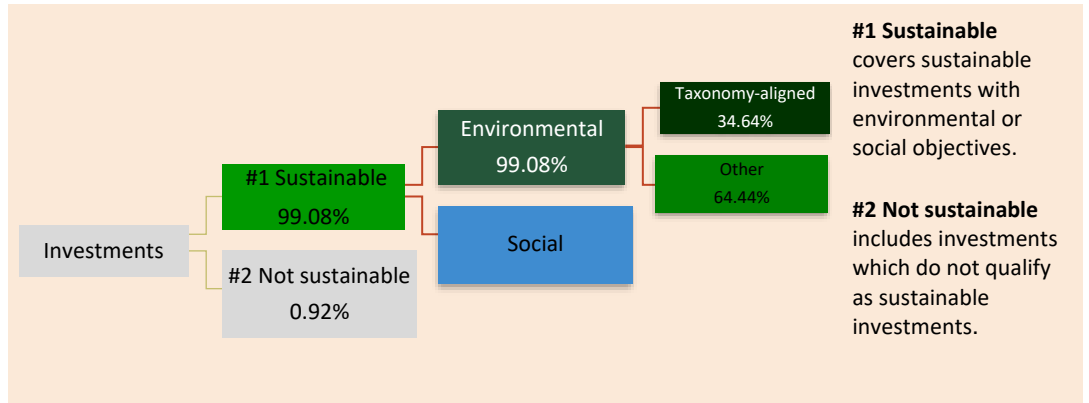 Investments
#1 Sustainable
99.08%
#2 Not sustainable
0.92%
Environmental
99.08%
Social
Taxonomy-aligned
34.64%
Other
64.44%
#1 Sustainable
covers sustainable
investments with
environmental or
social objectives.
#2 Not sustainable
includes investments
which do not qualify
as sustainable
investments.